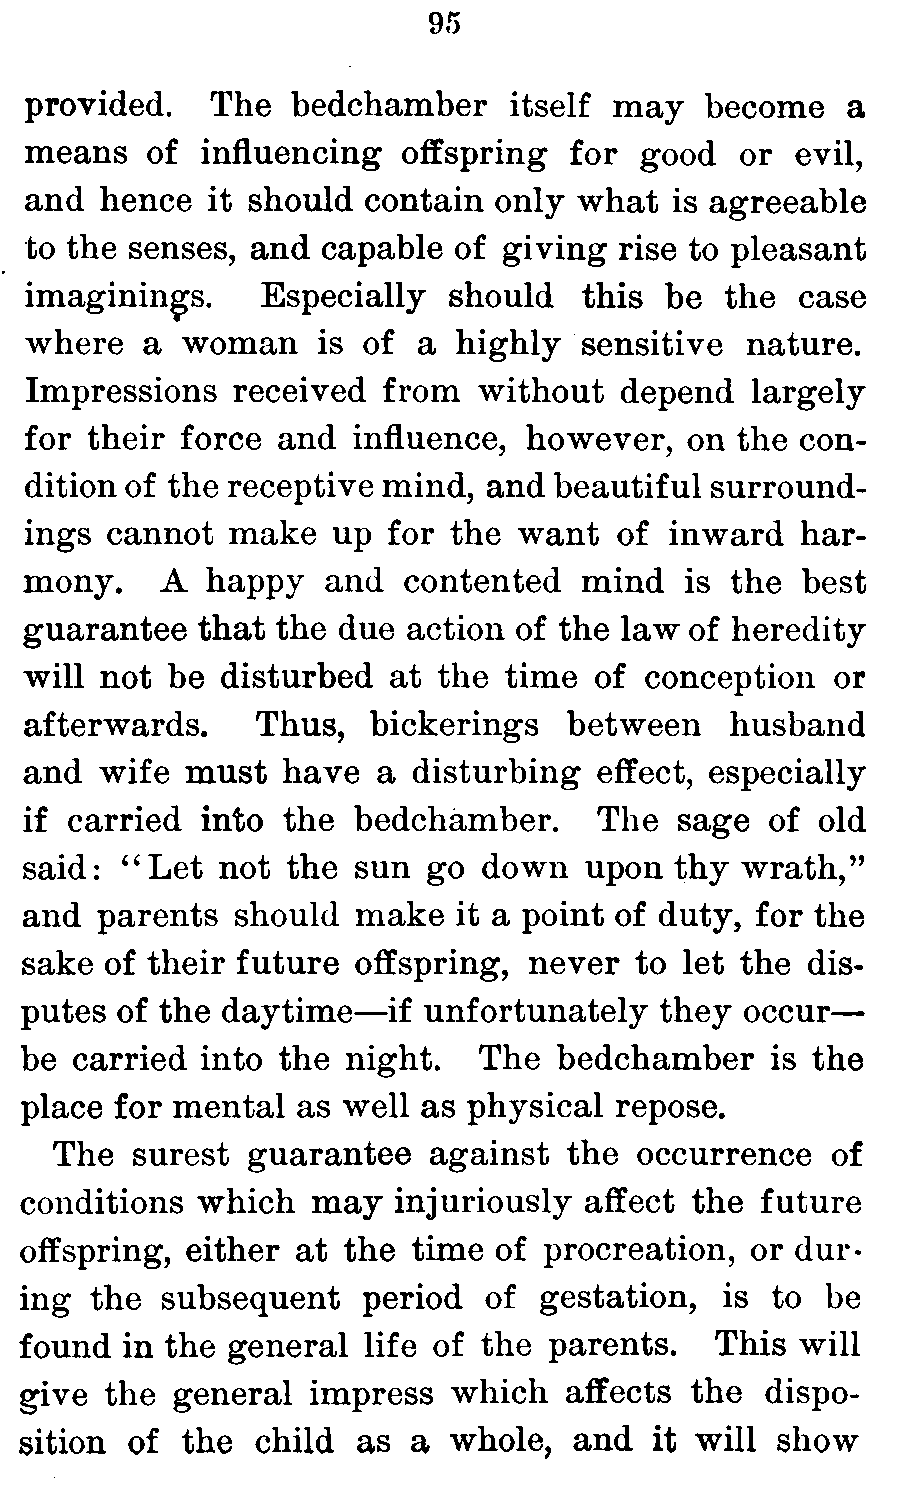 95
provided. The bedchamber itself may become a
means of influencing offspring for good or evil,
and hence it should contain only what is agreeable
to the senses, and capable of giving rise to pleasant
imaginings. Especially should this be the case
where a woman is of a highly sensitive nature.
Impressions received from without depend largely
for their force and influence, however, on the con-
dition of the receptive mind, and beautiful surround-
ings cannot make up for the want of inward har-
mony. A happy and contented mind is the best
guarantee that the due action of the law of heredity
will not be disturbed at the time of conception or
afterwards. Thus, bickerings between husband
and wife must have a disturbing effect, especially
if carried into the bedchamber. The sage of old
said: “Let not the sun go down upon thy wrath,”
and parents should make it a point of duty, for the
sake of their future offspring, never to let the dis-
putes of the daytime—if unfortunately they occur—
be carried into the night. The bedchamber is the
place for mental as well as physical repose.
The surest guarantee against the occurrence of
conditions which may injuriously affect the future
offspring, either at the time of procreation, or dur-
ing the subsequent period of gestation, is to be
found in the general life of the parents. This will
give the general impress which affects the dispo-
sition of the child as a whole, and it will show